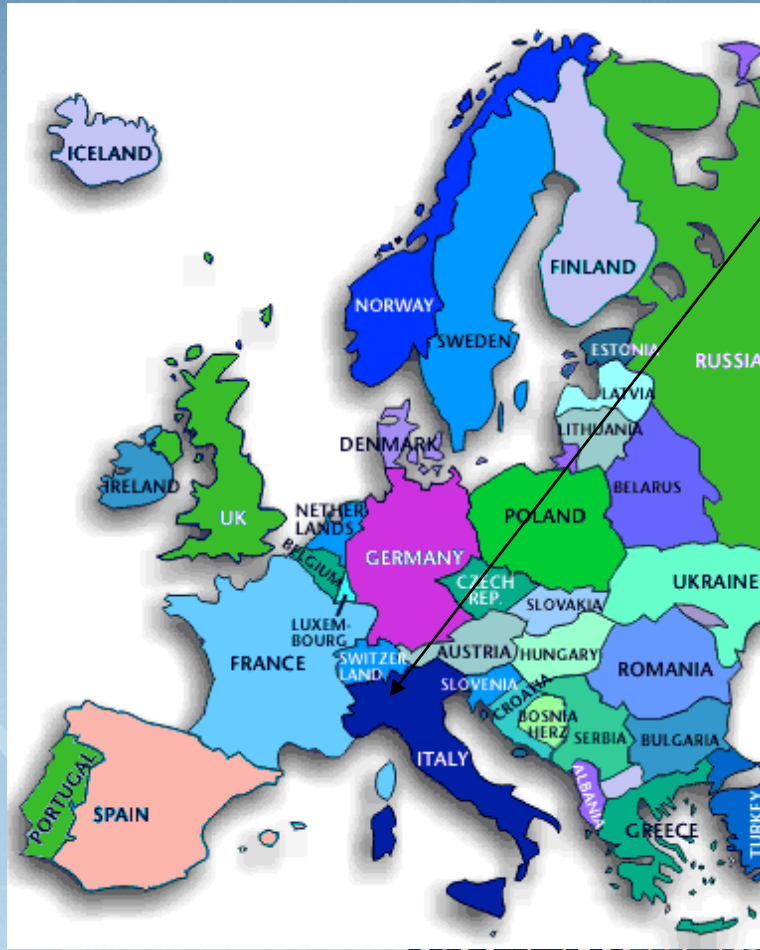 ICELAND
FINLAND
NORWAY
SWEDEN
ESTONIA
RUSSIA
LATVIA
LITHUANIA
DENMARK
IRELAND
UK
NETHER
LANDS
BELARUS
POLAND
BELGIUM
GERMANY
CZECH
REP.
UKRAINE
SLOVAKIA
LUXEM-
BOURG
FRANCE
SWITZER
LAND
AUSTRIA
HUNGARY
ROMANIA
SLOVENIA
CROATIA
BOSNIA
HERZ
SERBIA
BULGARIA
ITALY
ALBANIA
PORTUGAL
SPAIN
GREECE
TURKEY